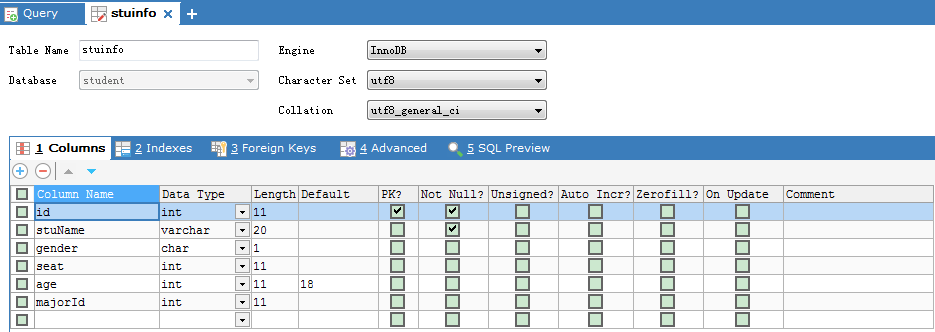 Query stuinfo
Table Name stuinfo Engine InnoDB
Database student Character Set utf8
Collation utf8_general_ci
1 Columns 2 Indexes 3 Foreign Keys 4 Advanced 5 SQL Preview
Column Name Data Type Length Default PK? Not Null? Unsigned? Auto Incr? Zerofill? On Update Comment
id int 11
stuName varchar 20
gender char 1
seat int 11
age int 11 18
majorId int 11